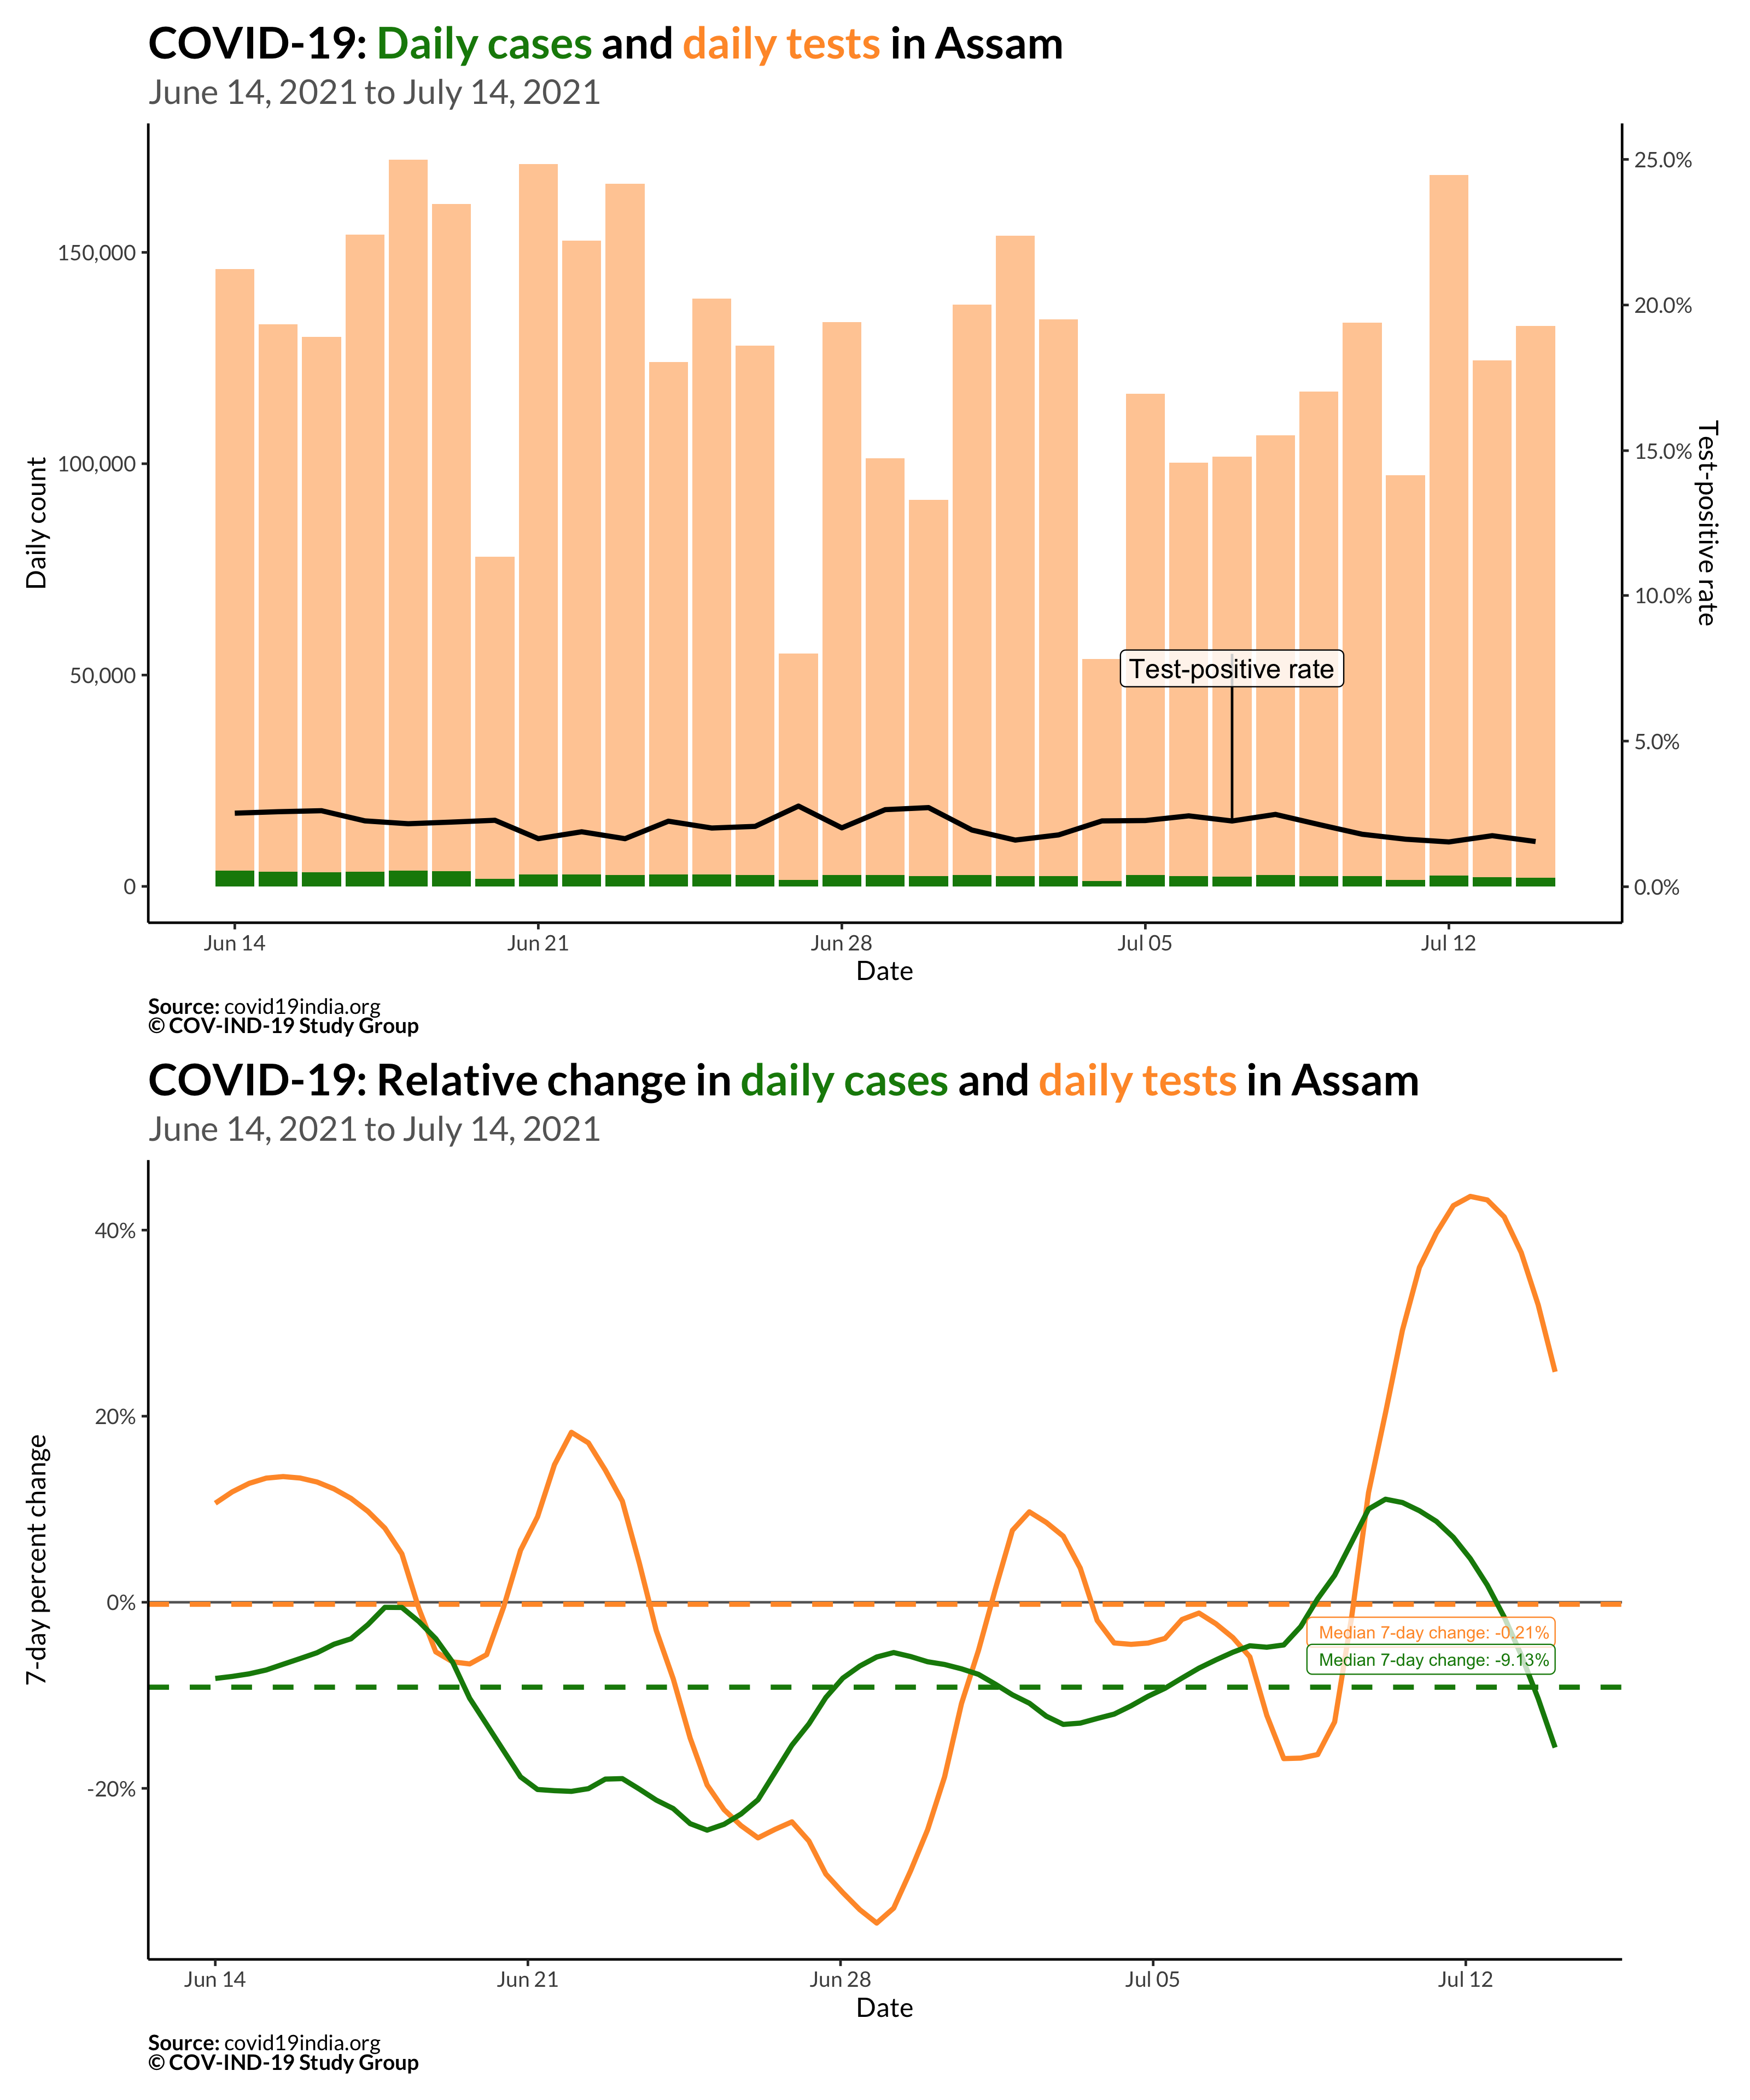 COVID-19: Daily cases and daily tests in Assam
June 14, 2021 to July 14, 2021
Daily count
150,000
100,000
50,000
0
25.0%
20.0%
15.0%
10.0%
5.0%
0.0%
Test-positive rate
Test-positive rate
Jun 14
Jun 21
Jun 28
Jul 05
Jul 12
Date
Source: covid19india.org
© COV-IND-19 Study Group
COVID-19: Relative change in daily cases and daily tests in Assam
June 14, 2021 to July 14, 2021
7-day percent change
40%
20%
0%
-20%
Median 7-day change: -0.21%
Median 7-day change: -9.13%
Jun 14
Jun 21
Jun 28
Jul 05
Jul 12
Date
Source: covid19india.org
© COV-IND-19 Study Group